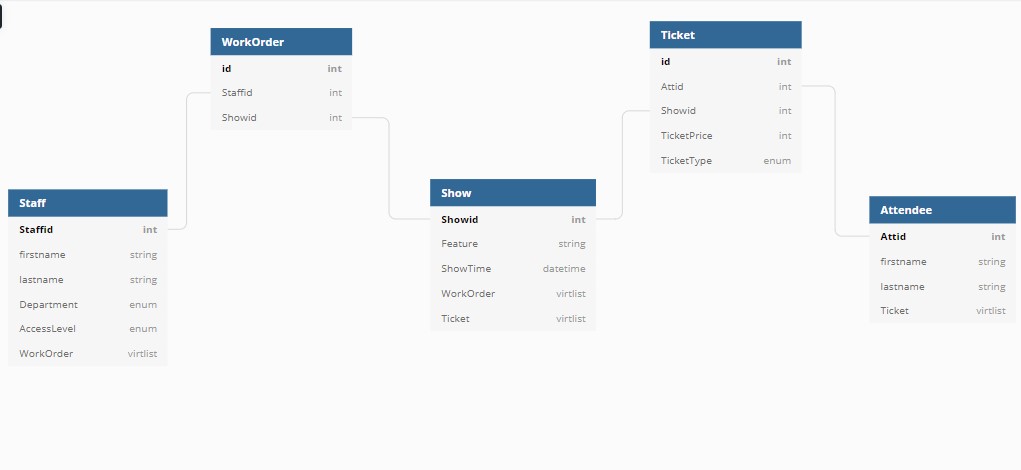 WorkOrder
id int
Staffid int
Showid int
Ticket
id int
Attid int
Showid int
TicketPrice int
TicketType enum
Staff
Staffid int
firstname string
lastname string
Department enum
AccessLevel enum
WorkOrder virtlist
Show
Showid int
Feature string
ShowTime datetime
WorkOrder virtlist
Ticket virtlist
Attendee
Attid int
firstname string
lastname string
Ticket virtlist